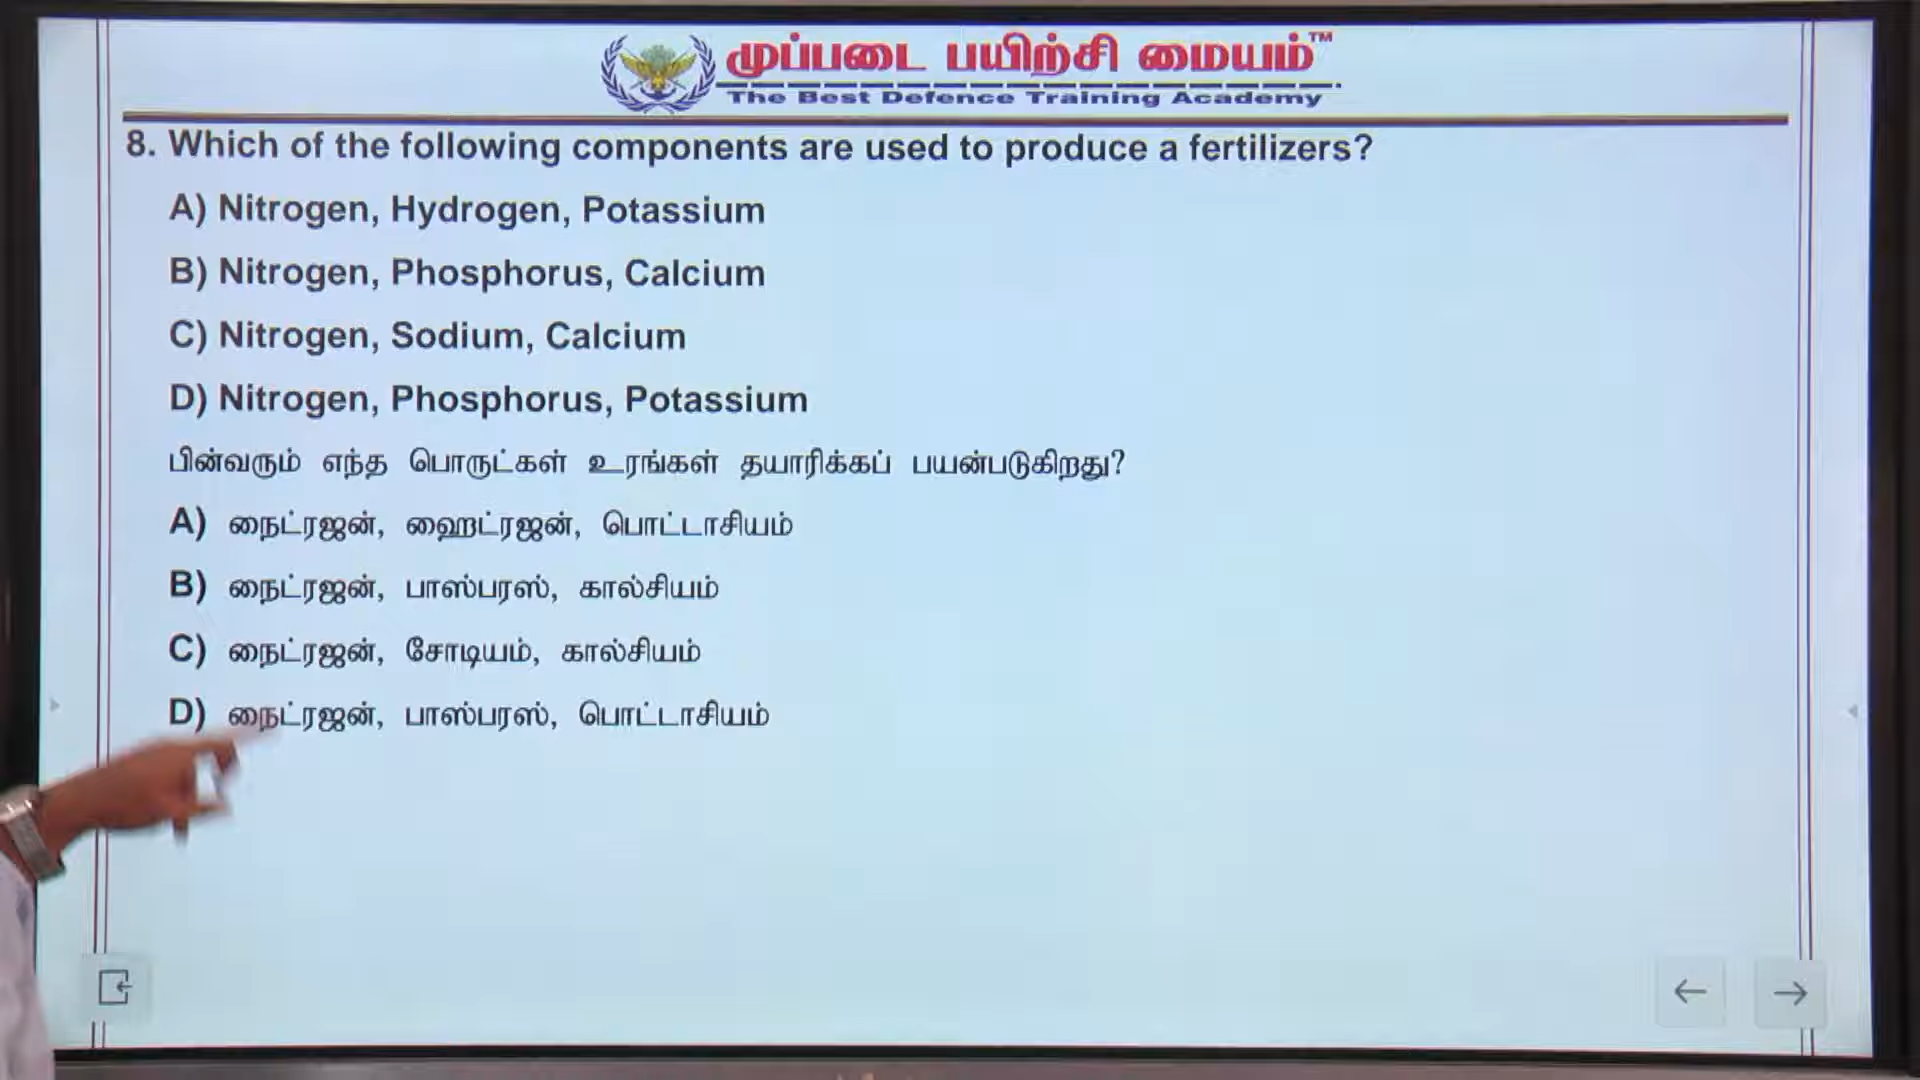 முப்படை பயிற்சி மையம்™
The Best Defence Training Academy
8. Which of the following components are used to produce a fertilizers?
A) Nitrogen, Hydrogen, Potassium
B) Nitrogen, Phosphorus, Calcium
C) Nitrogen, Sodium, Calcium
D) Nitrogen, Phosphorus, Potassium
பின்வரும் எந்த பொருட்கள் உரங்கள் தயாரிக்கப் பயன்படுகிறது?
A) நைட்ரஜன், ஹைட்ரஜன், பொட்டாசியம்
B) நைட்ரஜன், பாஸ்பரஸ், கால்சியம்
C) நைட்ரஜன், சோடியம், கால்சியம்
D) நைட்ரஜன், பாஸ்பரஸ், பொட்டாசியம்